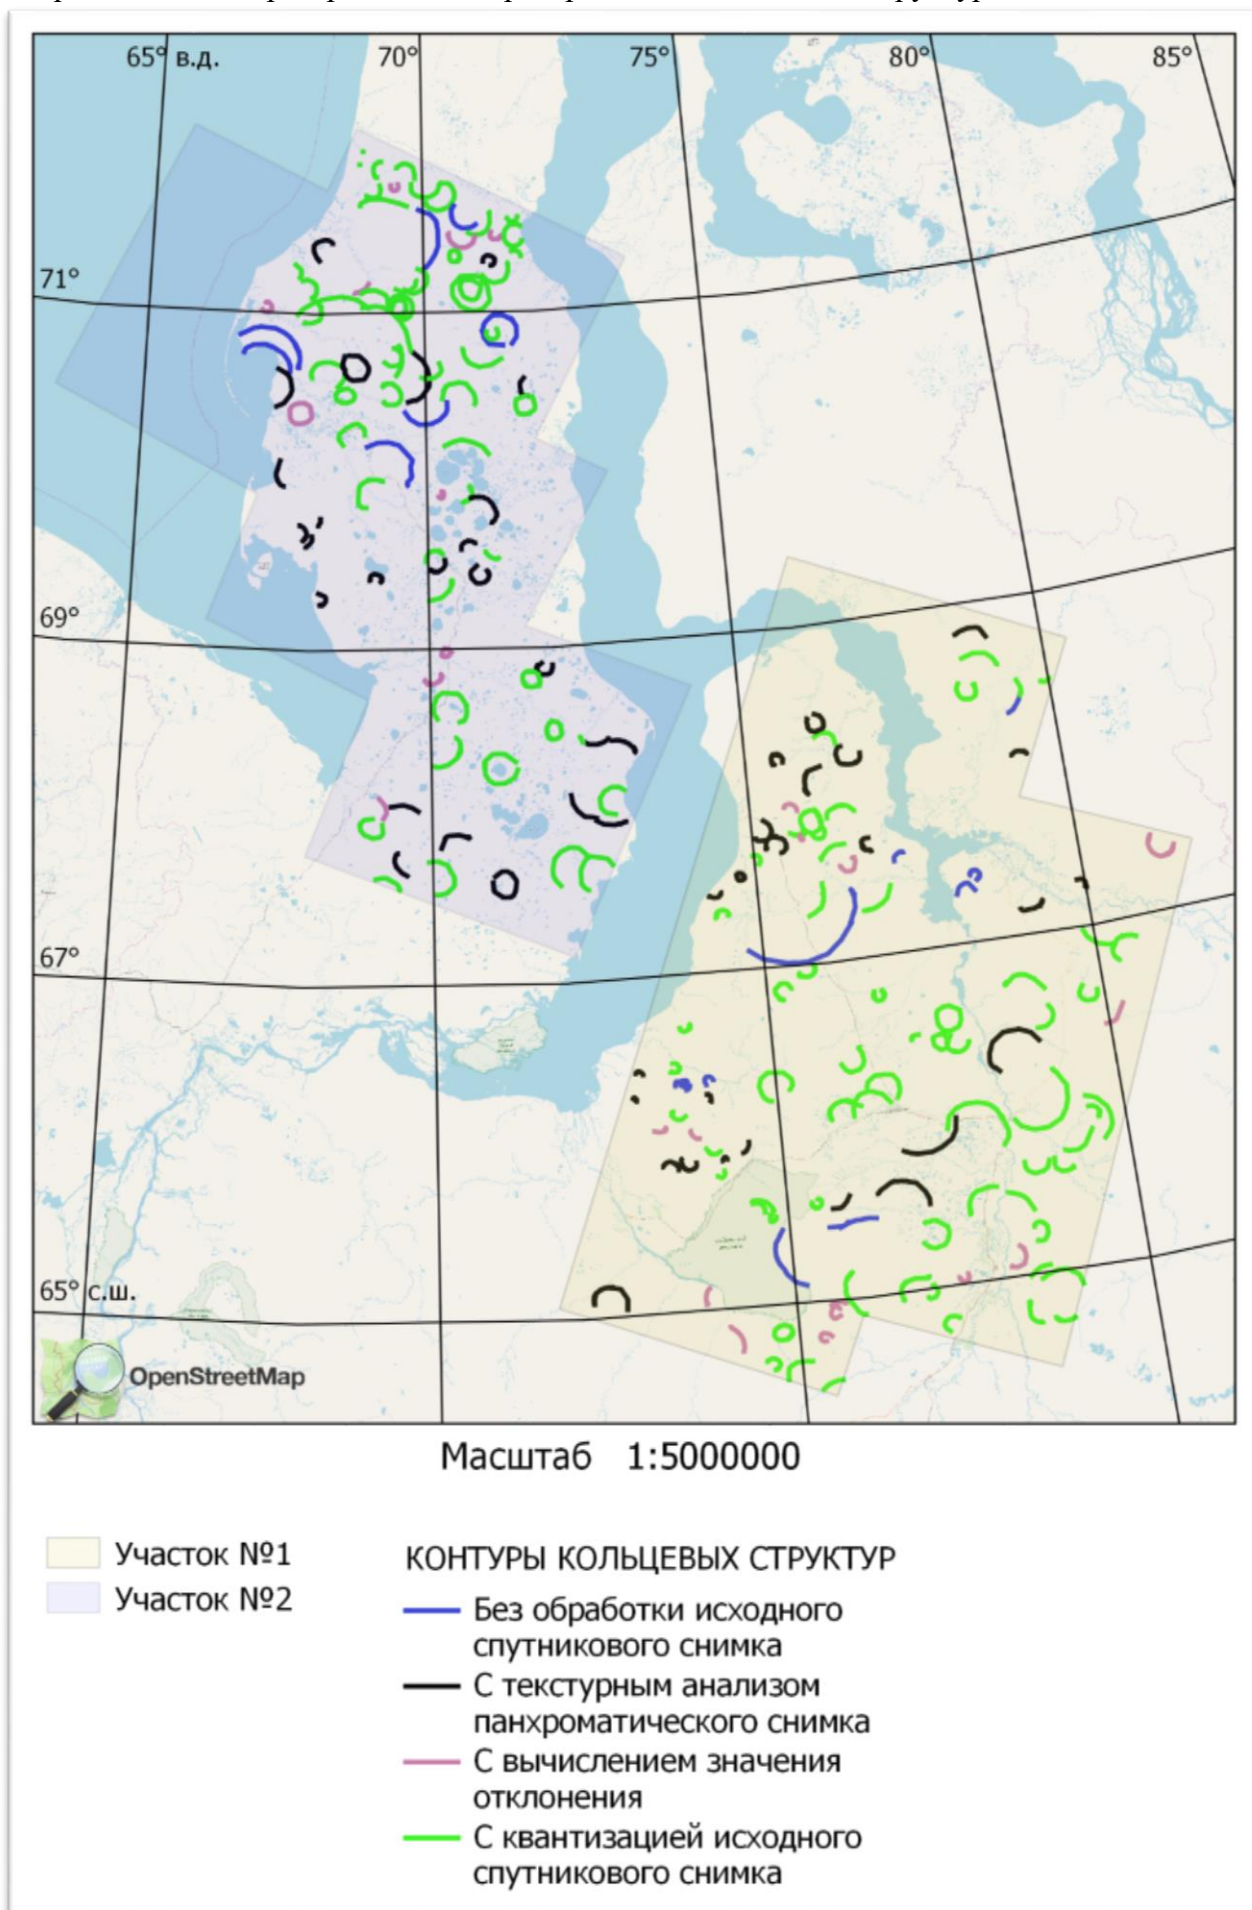 65° в.д.
70°
75°
80°
85°
71°
69°
67°
65° с.ш.
OpenStreetMap
Масштаб 1:5000000
Участок №1
Участок №2
КОНТУРЫ КОЛЬЦЕВЫХ СТРУКТУР
Без обработки исходного
спутникового снимка
С текстурным анализом
панхроматического снимка
С вычислением значения
отклонения
С квантизацией исходного
спутникового снимка